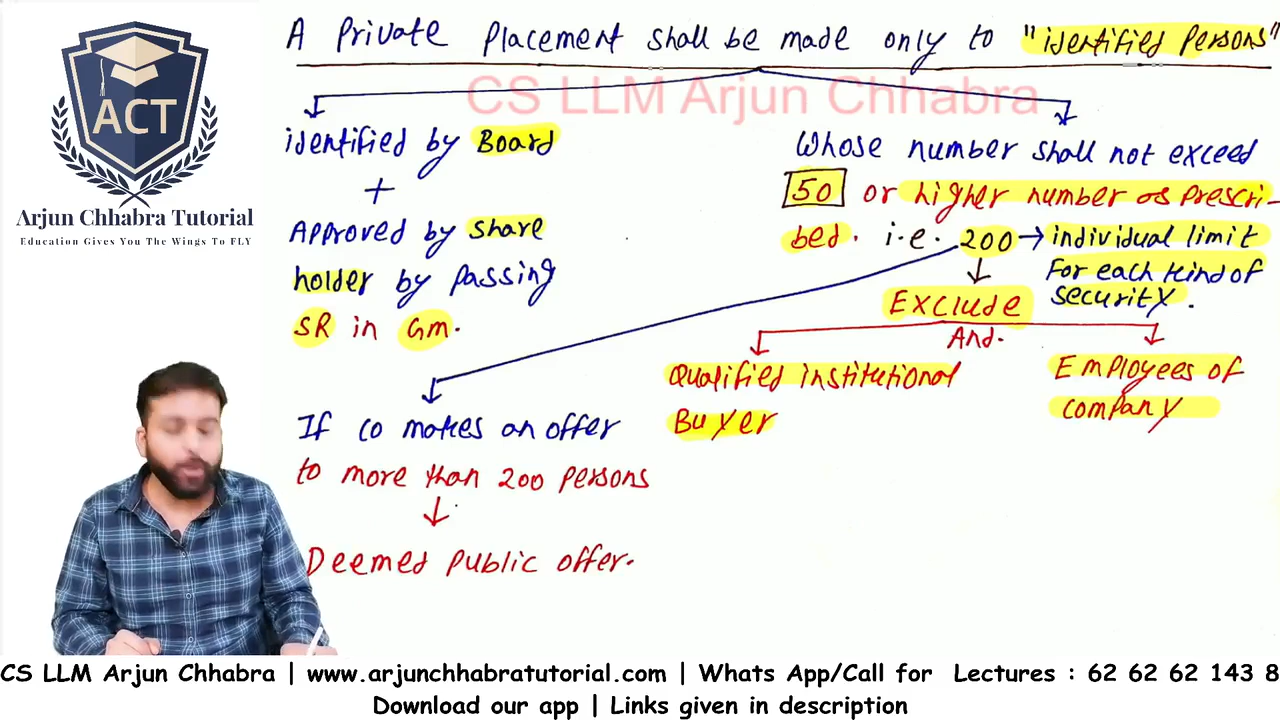 A Private Placement shall be made only to "identified Persons"
CS LLM Arjun Chhabra
ACT
Arjun Chhabra Tutorial
Education Gives You The Wings To FLY
identified by Board
+
Approved by share
holder by passing
SR in Gm.
Whose number shall not exceed
50 or higher number as prescri-
bed. i.e. 200 → individual limit
For each kind of
security.
Exclude
And.
Qualified institutional
Buyer
Employees of
company
If co makes an offer
to more than 200 persons
Deemed public offer.
CS LLM Arjun Chhabra | www.arjunchhabratutorial.com | Whats App/Call for Lectures : 62 62 62 143 8
Download our app | Links given in description